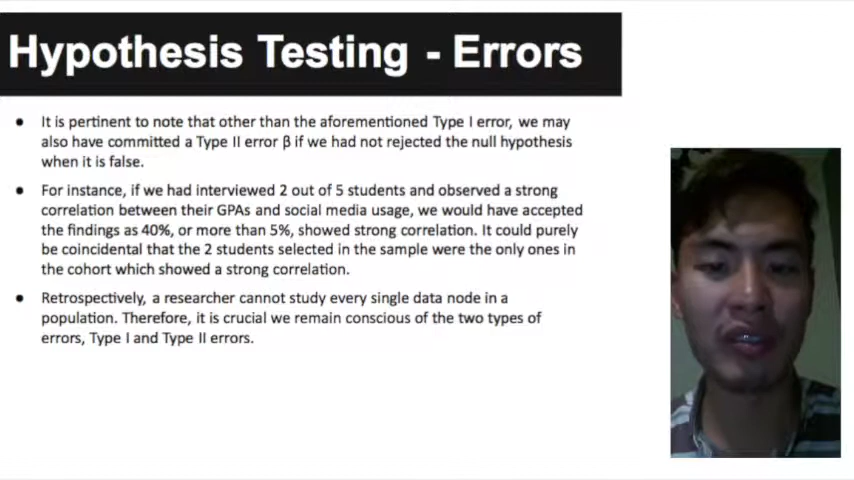 Hypothesis Testing - Errors
● It is pertinent to note that other than the aforementioned Type I error, we may
also have committed a Type II error β if we had not rejected the null hypothesis
when it is false.
● For instance, if we had interviewed 2 out of 5 students and observed a strong
correlation between their GPAs and social media usage, we would have accepted
the findings as 40%, or more than 5%, showed strong correlation. It could purely
be coincidental that the 2 students selected in the sample were the only ones in
the cohort which showed a strong correlation.
● Retrospectively, a researcher cannot study every single data node in a
population. Therefore, it is crucial we remain conscious of the two types of
errors, Type I and Type II errors.